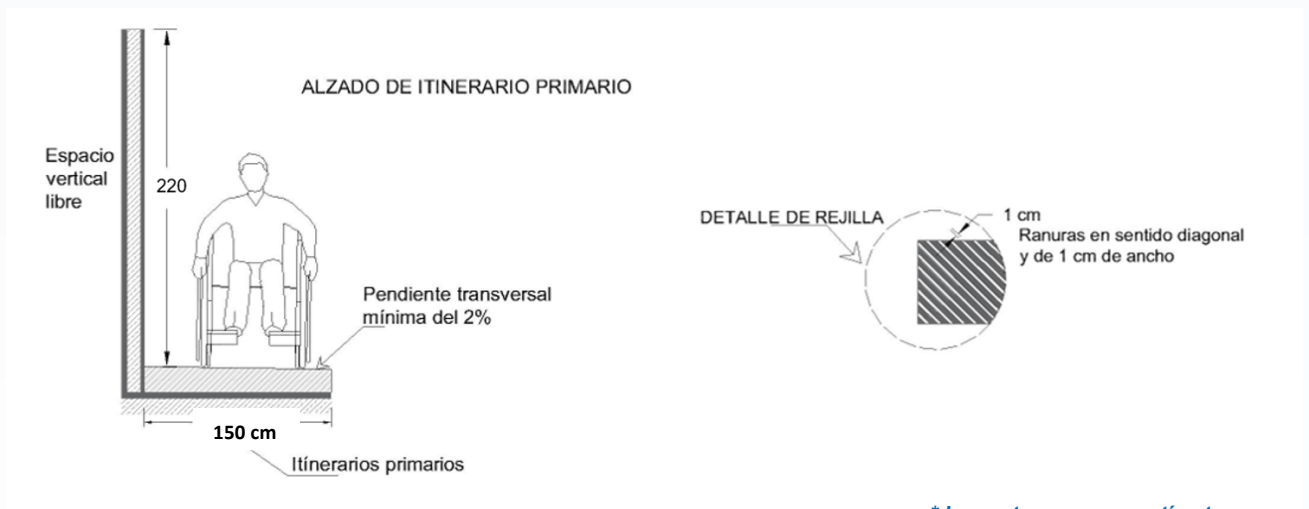 ALZADO DE ITINERARIO PRIMARIO
Espacio
vertical
libre
220
Pendiente transversal
mínima del 2%
150 cm
Itínerarios primarios
DETALLE DE REJILLA
1 cm
Ranuras en sentido diagonal
y de 1 cm de ancho